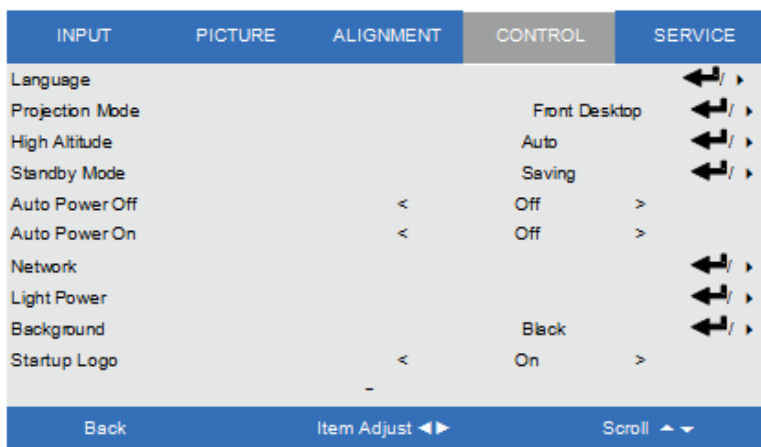 INPUT PICTURE ALIGNMENT CONTROL SERVICE
Language /
Projection Mode Front Desktop /
High Altitude Auto /
Standby Mode Saving /
Auto Power Off < Off >
Auto Power On < Off >
Network /
Light Power /
Background Black /
Startup Logo < On >
Back Item Adjust ◀▶ Scroll ▲▼